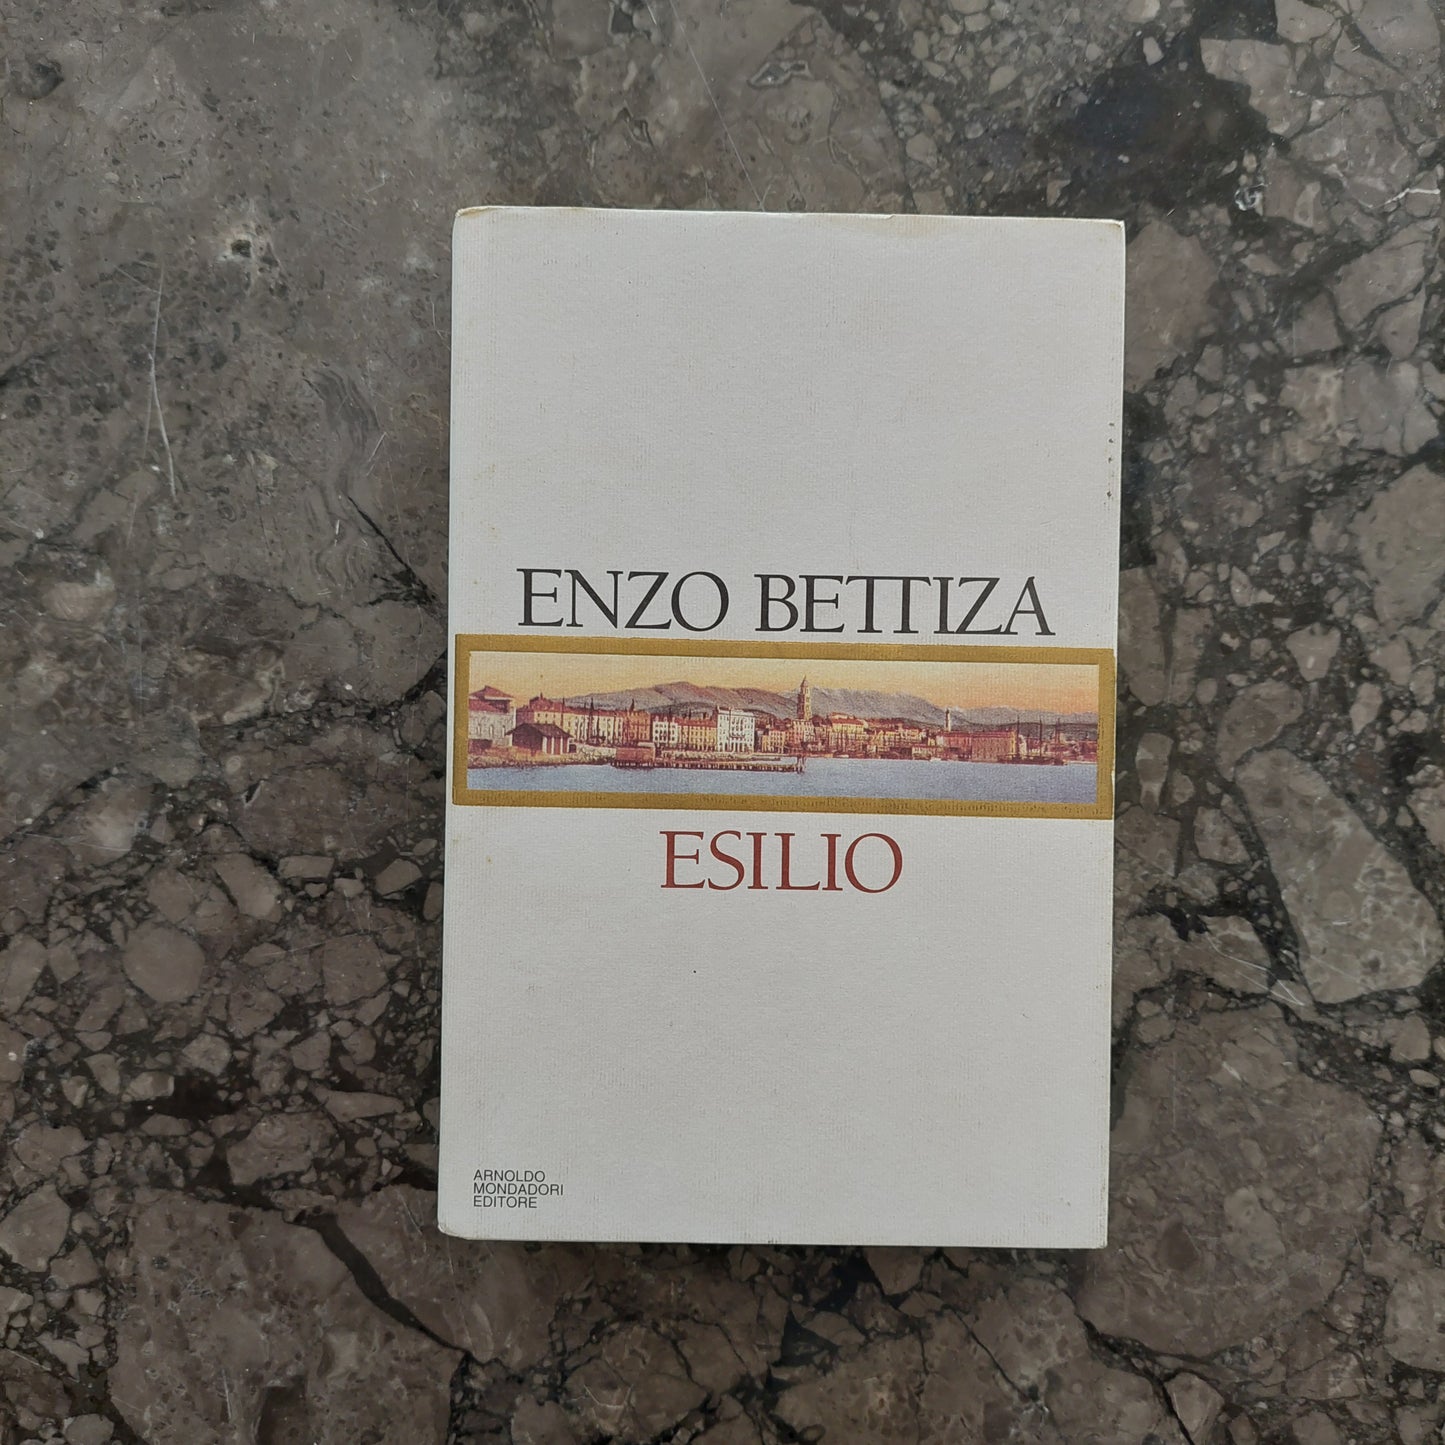 ENZO BETTIZA
ESILIO
ARNOLDO
MONDADORI
EDITORE